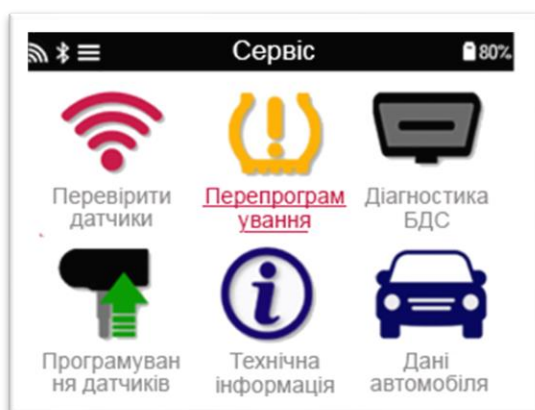 Сервіс 80%
Перевірити
датчики
Перепрограм
ування
Діагностика
БДС
Програмуван
ня датчиків
Технічна
інформація
Дані
автомобіля